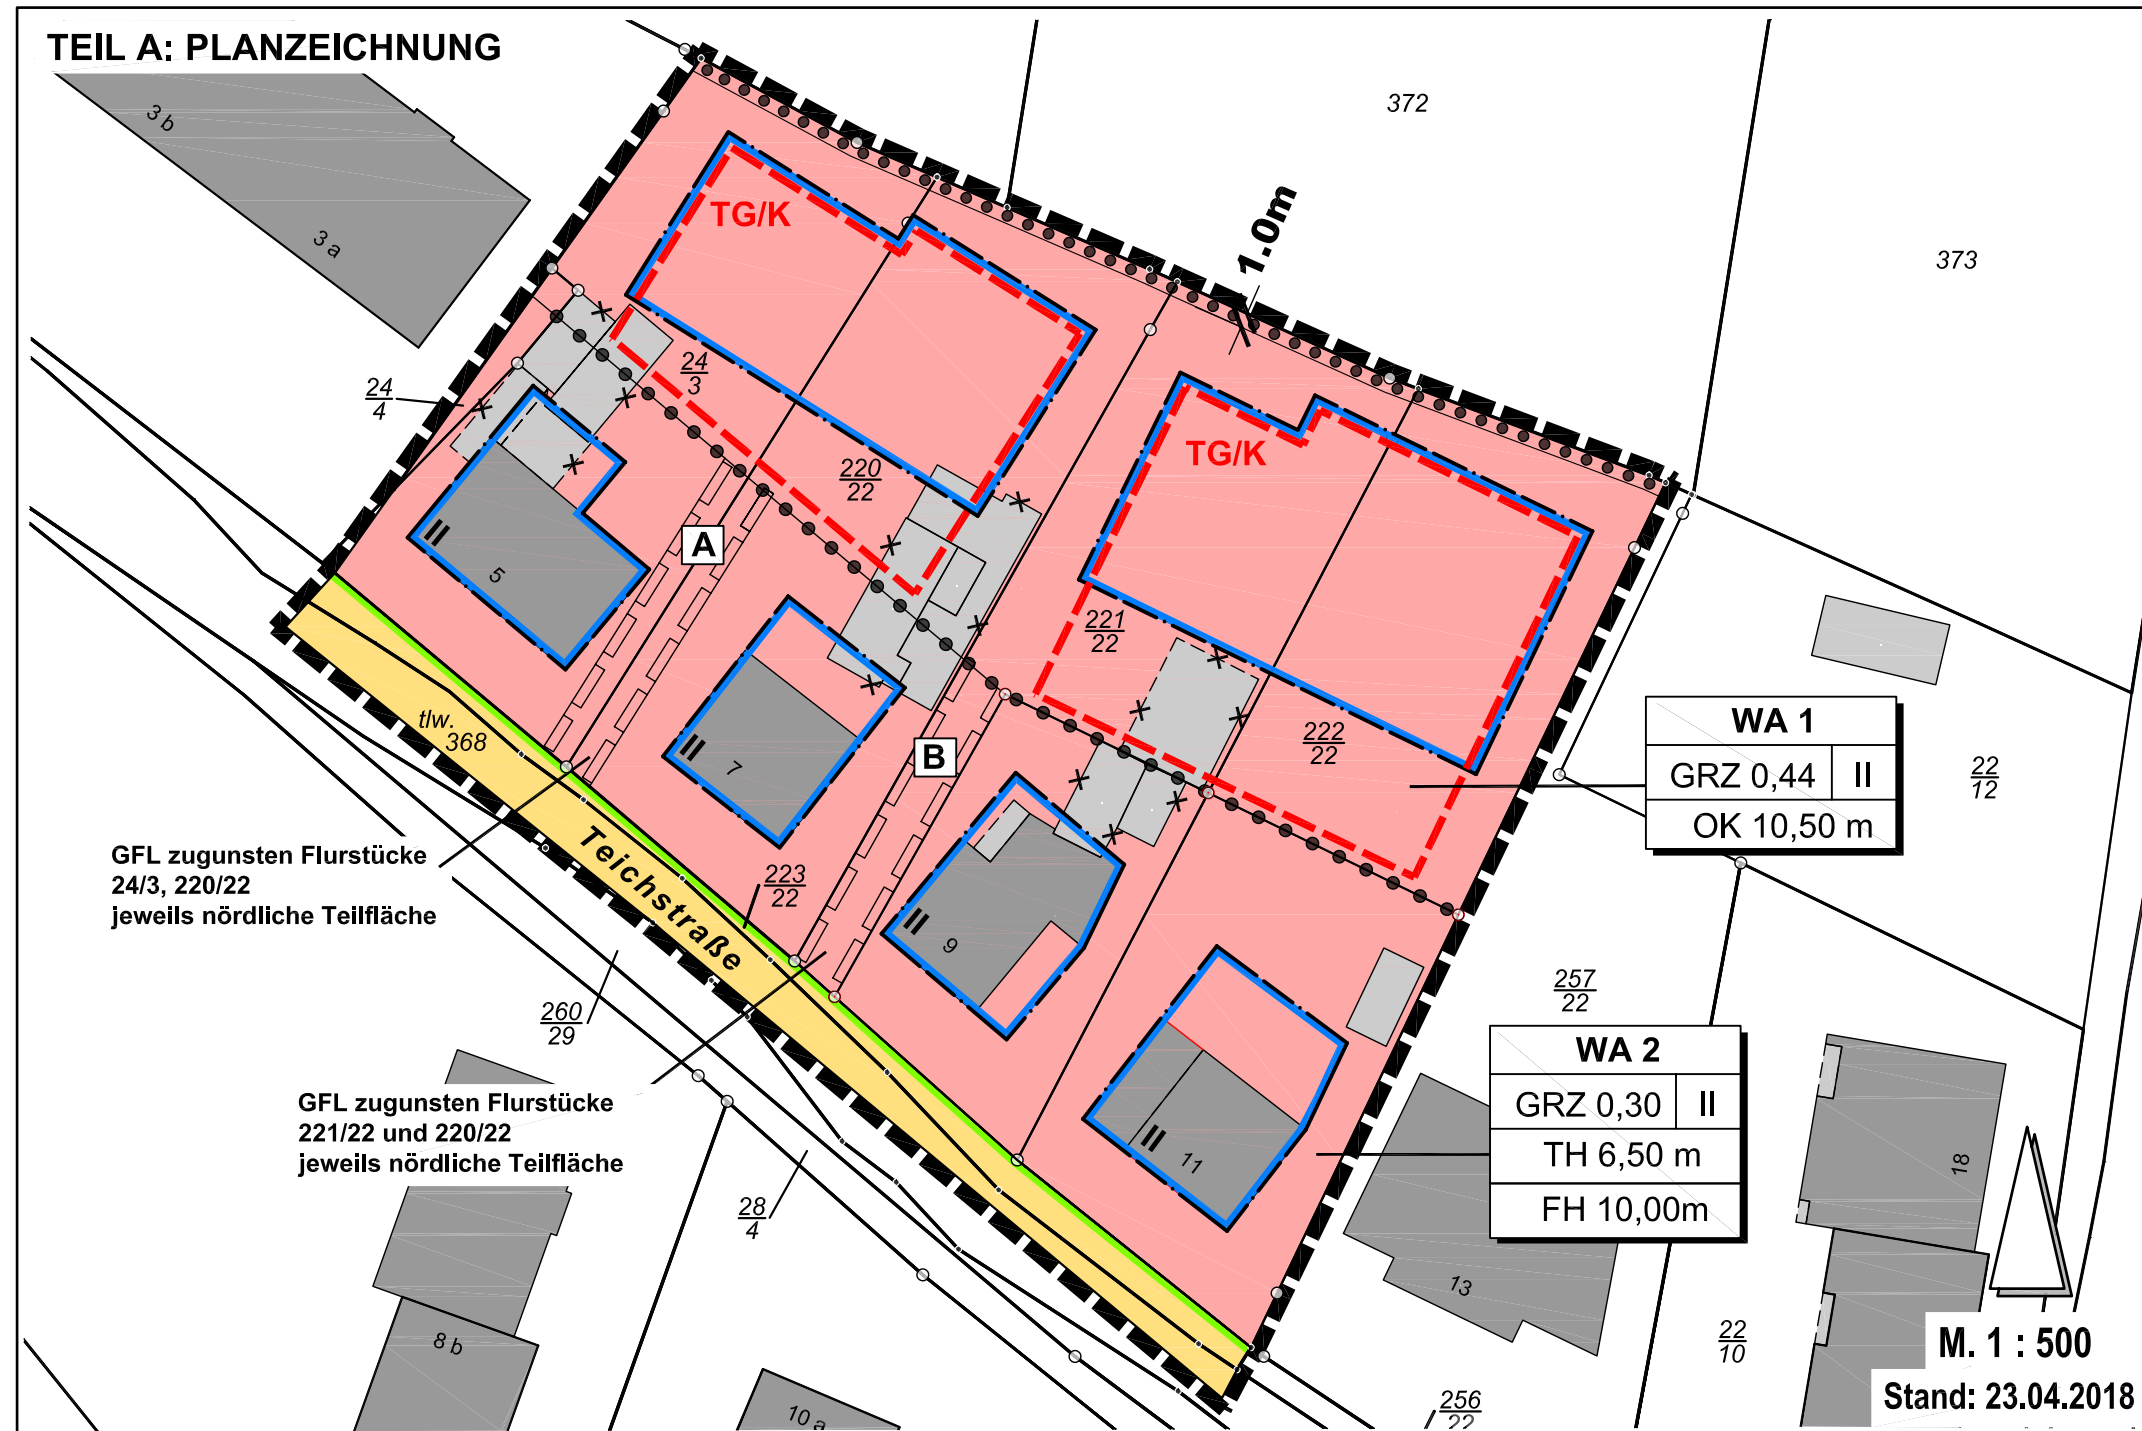 TEIL A: PLANZEICHNUNG
3 b
3 a
372
373
1.0m
TG/K
TG/K
24
3
24
4
220
22
A
5
221
22
222
22
B
7
tlw.
368
Teichstraße
223
22
9
11
WA 1
GRZ 0,44 II
OK 10,50 m
22
12
GFL zugunsten Flurstücke
24/3, 220/22
jeweils nördliche Teilfläche
260
29
257
22
WA 2
GRZ 0,30 II
TH 6,50 m
FH 10,00m
GFL zugunsten Flurstücke
221/22 und 220/22
jeweils nördliche Teilfläche
28
4
II
II
II
II
18
13
8 b
10 a
22
10
256
22
M. 1 : 500
Stand: 23.04.2018